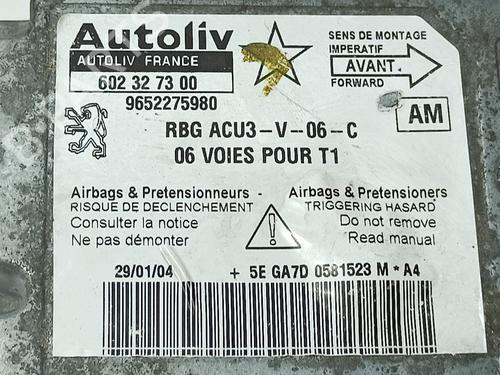 Autoliv
AUTOLIV FRANCE
602 32 73 00
9652275980
SENS DE MONTAGE
IMPERATIF
AVANT
FORWARD
AM
RBG ACU3-V-06-C
06 VOIES POUR T1
Airbags & Pretensionneurs -
RISQUE DE DECLENCHEMENT
Consulter la notice
Ne pas démonter
Airbags & Pretensioners
TRIGGERING HASARD
Do not remove
Read manual
29/01/04 + 5E GA7D 0581523 M * A4